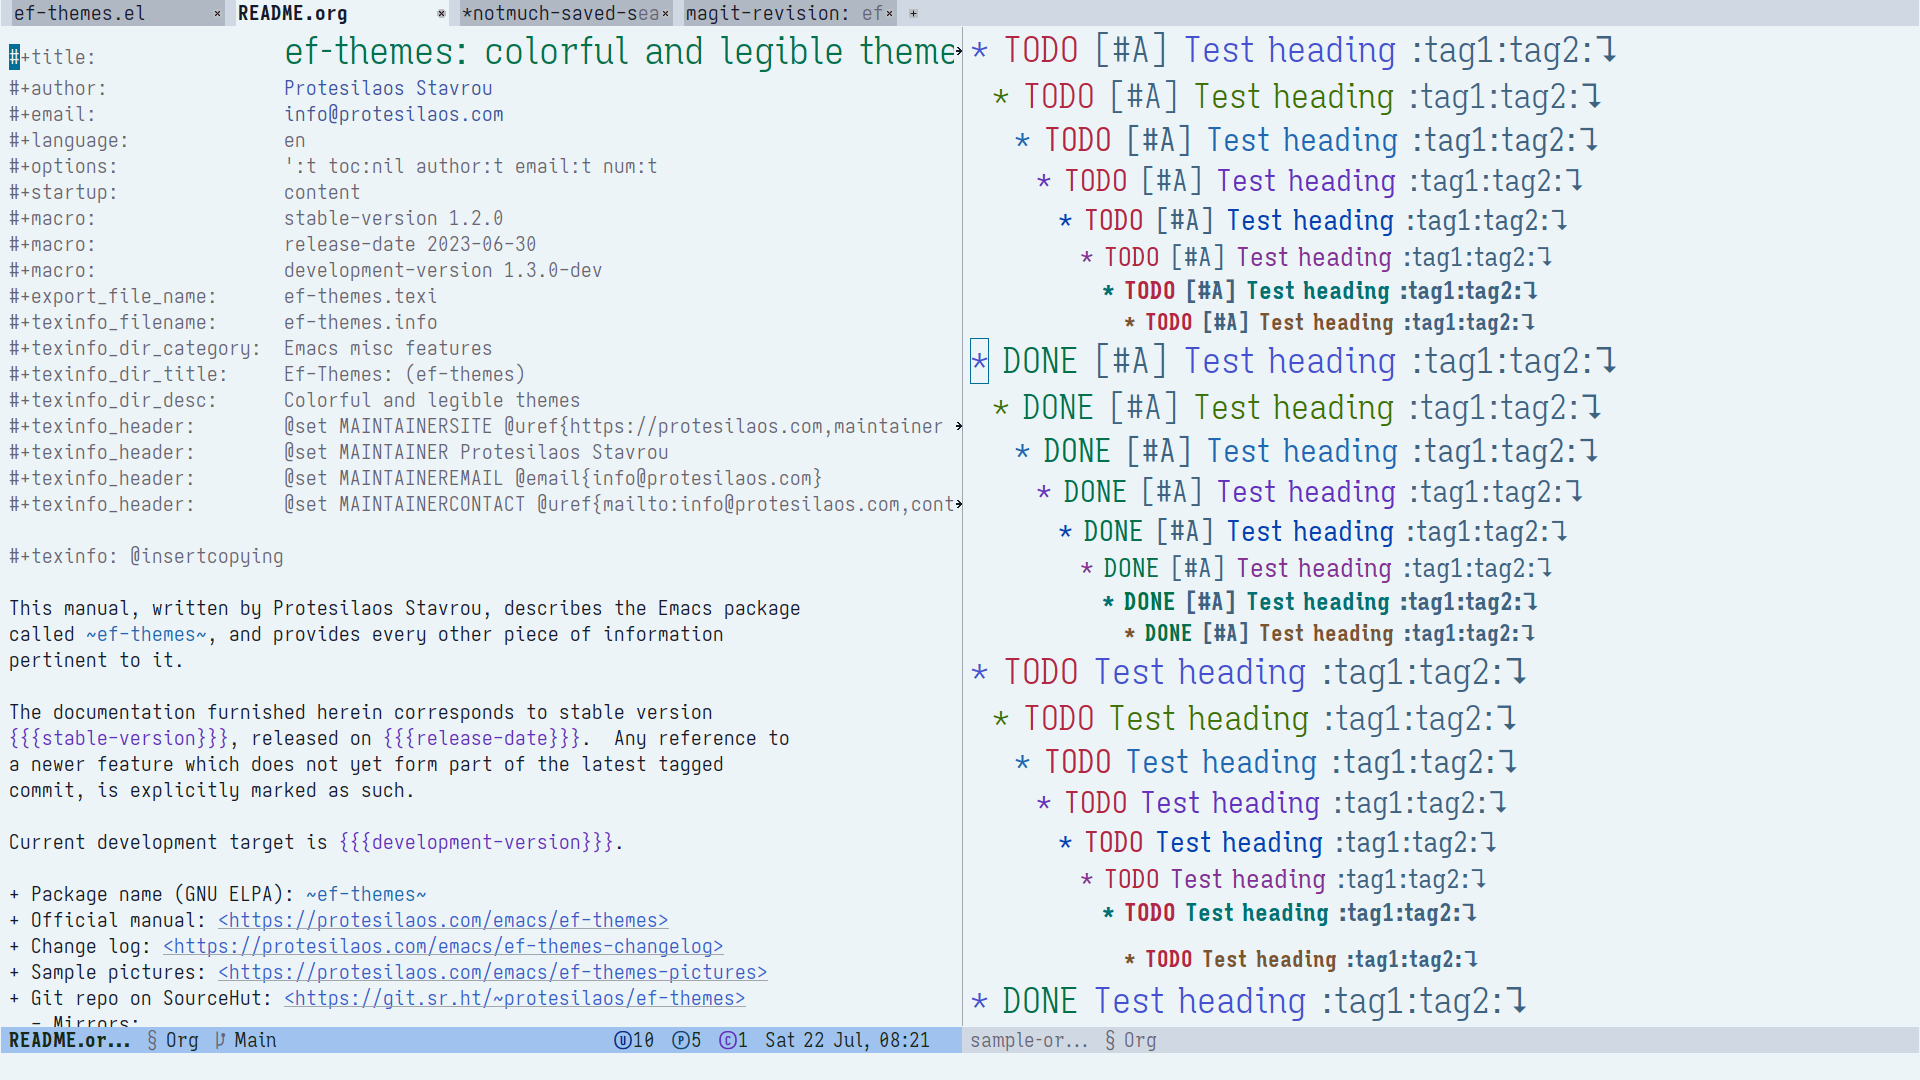 ef-themes.el × README.org × *notmuch-saved-sea× magit-revision: ef× +
#+title: ef-themes: colorful and legible theme
#+author: Protesilaos Stavrou
#+email: info@protesilaos.com
#+language: en
#+options: ':t toc:nil author:t email:t num:t
#+startup: content
#+macro: stable-version 1.2.0
#+macro: release-date 2023-06-30
#+macro: development-version 1.3.0-dev
#+export_file_name: ef-themes.texi
#+texinfo_filename: ef-themes.info
#+texinfo_dir_category: Emacs misc features
#+texinfo_dir_title: Ef-Themes: (ef-themes)
#+texinfo_dir_desc: Colorful and legible themes
#+texinfo_header: @set MAINTAINERSITE @uref{https://protesilaos.com,maintainer
#+texinfo_header: @set MAINTAINER Protesilaos Stavrou
#+texinfo_header: @set MAINTAINEREMAIL @email{info@protesilaos.com}
#+texinfo_header: @set MAINTAINERCONTACT @uref{mailto:info@protesilaos.com,cont
#+texinfo: @insertcopying
This manual, written by Protesilaos Stavrou, describes the Emacs package
called ~ef-themes~, and provides every other piece of information
pertinent to it.
The documentation furnished herein corresponds to stable version
{{{stable-version}}}, released on {{{release-date}}}.  Any reference to
a newer feature which does not yet form part of the latest tagged
commit, is explicitly marked as such.
Current development target is {{{development-version}}}.
+ Package name (GNU ELPA): ~ef-themes~
+ Official manual: <https://protesilaos.com/emacs/ef-themes>
+ Change log: <https://protesilaos.com/emacs/ef-themes-changelog>
+ Sample pictures: <https://protesilaos.com/emacs/ef-themes-pictures>
+ Git repo on SourceHut: <https://git.sr.ht/~protesilaos/ef-themes>
- Mirrors:
README.or... § Org Main U10 P5 C1 Sat 22 Jul, 08:21
* TODO [#A] Test heading :tag1:tag2:⤵
* TODO [#A] Test heading :tag1:tag2:⤵
* TODO [#A] Test heading :tag1:tag2:⤵
* TODO [#A] Test heading :tag1:tag2:⤵
* TODO [#A] Test heading :tag1:tag2:⤵
* TODO [#A] Test heading :tag1:tag2:⤵
* TODO [#A] Test heading :tag1:tag2:⤵
* TODO [#A] Test heading :tag1:tag2:⤵
* DONE [#A] Test heading :tag1:tag2:⤵
* DONE [#A] Test heading :tag1:tag2:⤵
* DONE [#A] Test heading :tag1:tag2:⤵
* DONE [#A] Test heading :tag1:tag2:⤵
* DONE [#A] Test heading :tag1:tag2:⤵
* DONE [#A] Test heading :tag1:tag2:⤵
* DONE [#A] Test heading :tag1:tag2:⤵
* DONE [#A] Test heading :tag1:tag2:⤵
* TODO Test heading :tag1:tag2:⤵
* TODO Test heading :tag1:tag2:⤵
* TODO Test heading :tag1:tag2:⤵
* TODO Test heading :tag1:tag2:⤵
* TODO Test heading :tag1:tag2:⤵
* TODO Test heading :tag1:tag2:⤵
* TODO Test heading :tag1:tag2:⤵
* TODO Test heading :tag1:tag2:⤵
* DONE Test heading :tag1:tag2:⤵
sample-or... § Org